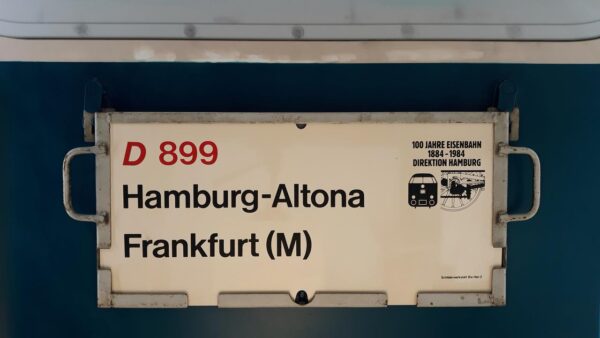 D 899
Hamburg-Altona
Frankfurt (M)
100 JAHRE EISENBAHN
1884 - 1984
DIREKTION HAMBURG